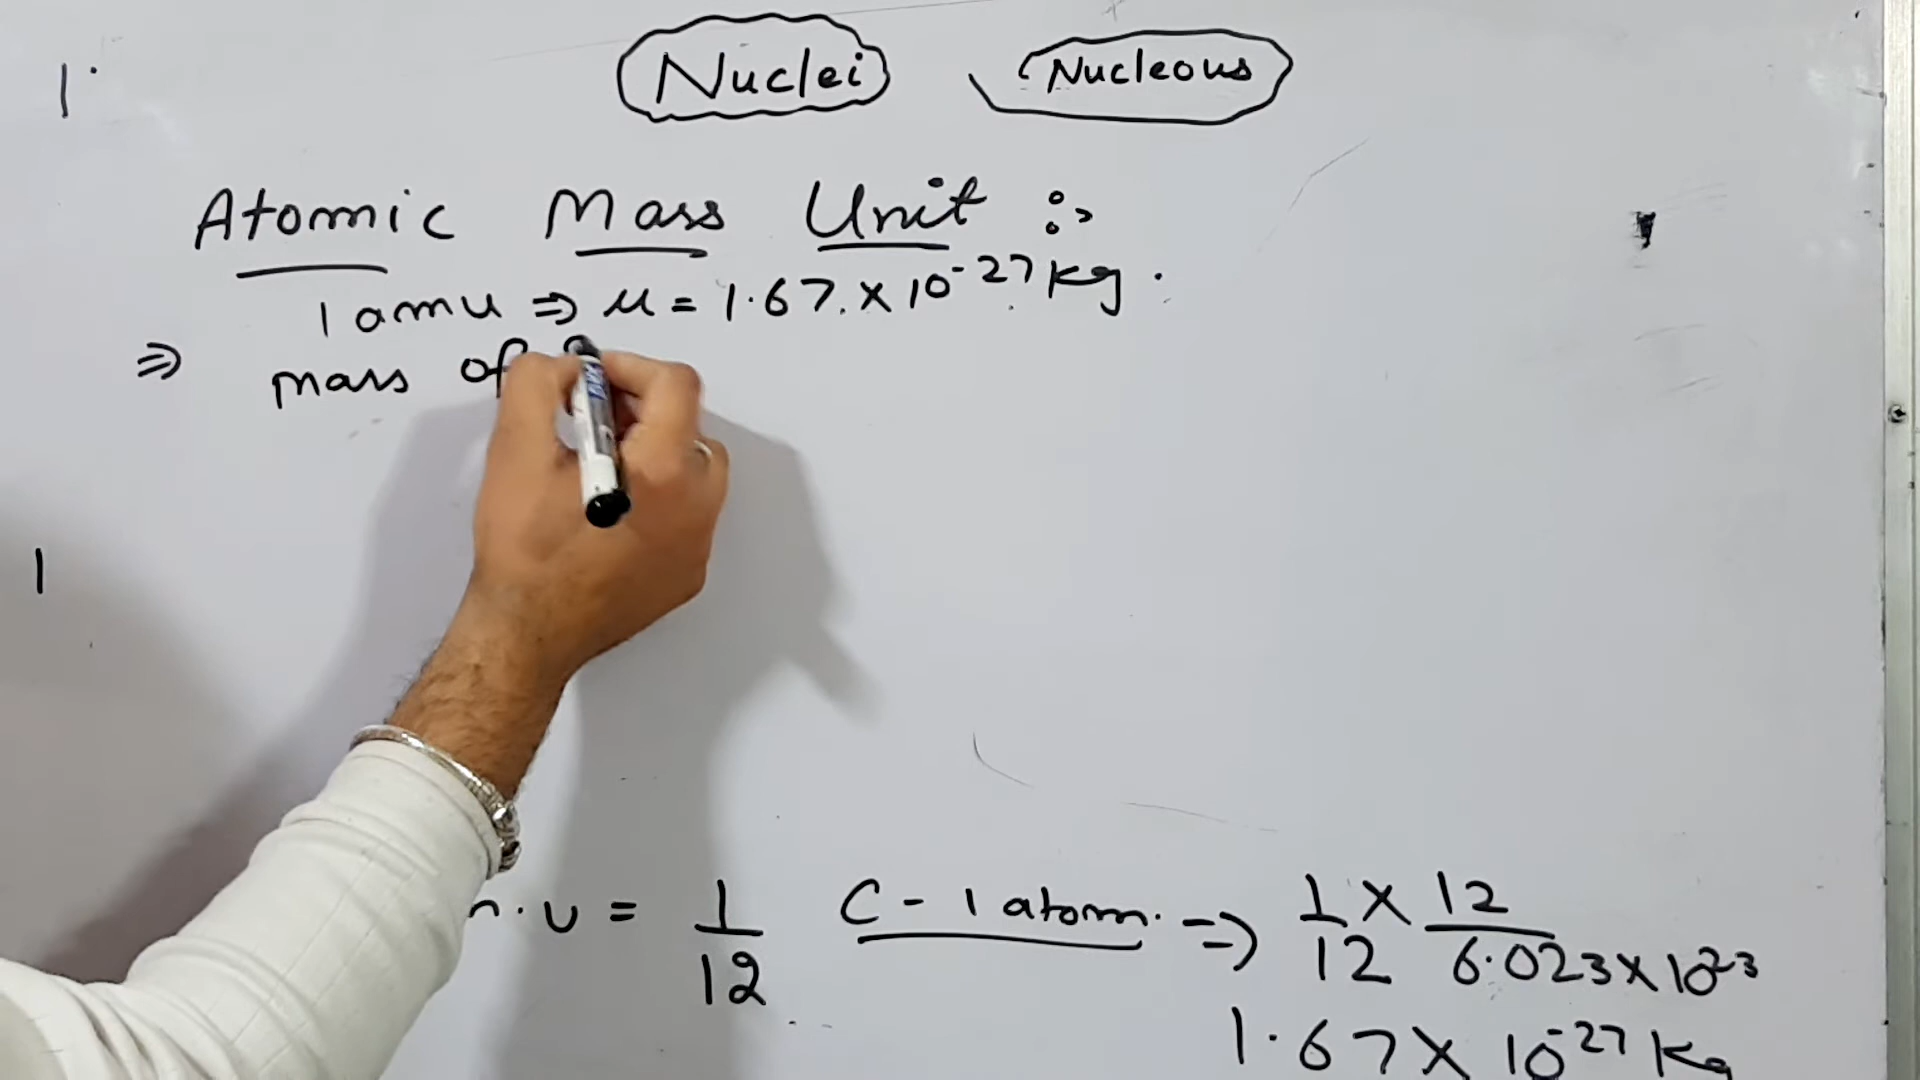 Nuclei Nucleous
1.
Atomic Mass Unit :>
1 amu ⇒ u = 1.67 × 10⁻²⁷ kg.
⇒ mass of
1
m.u = 1/12 C - 1 atom. ⇒ 1/12 × 12/6.023×10²³
1.67 × 10⁻²⁷ Kg